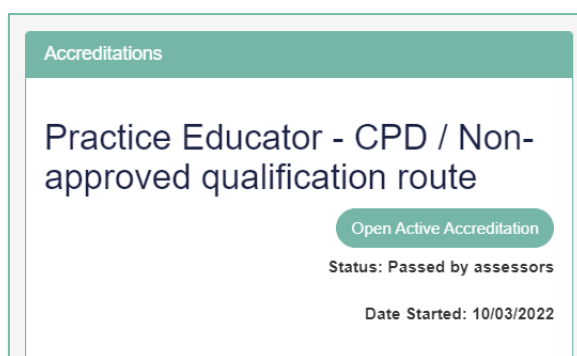 Accreditations
Practice Educator - CPD / Non-
approved qualification route
Open Active Accreditation
Status: Passed by assessors
Date Started: 10/03/2022